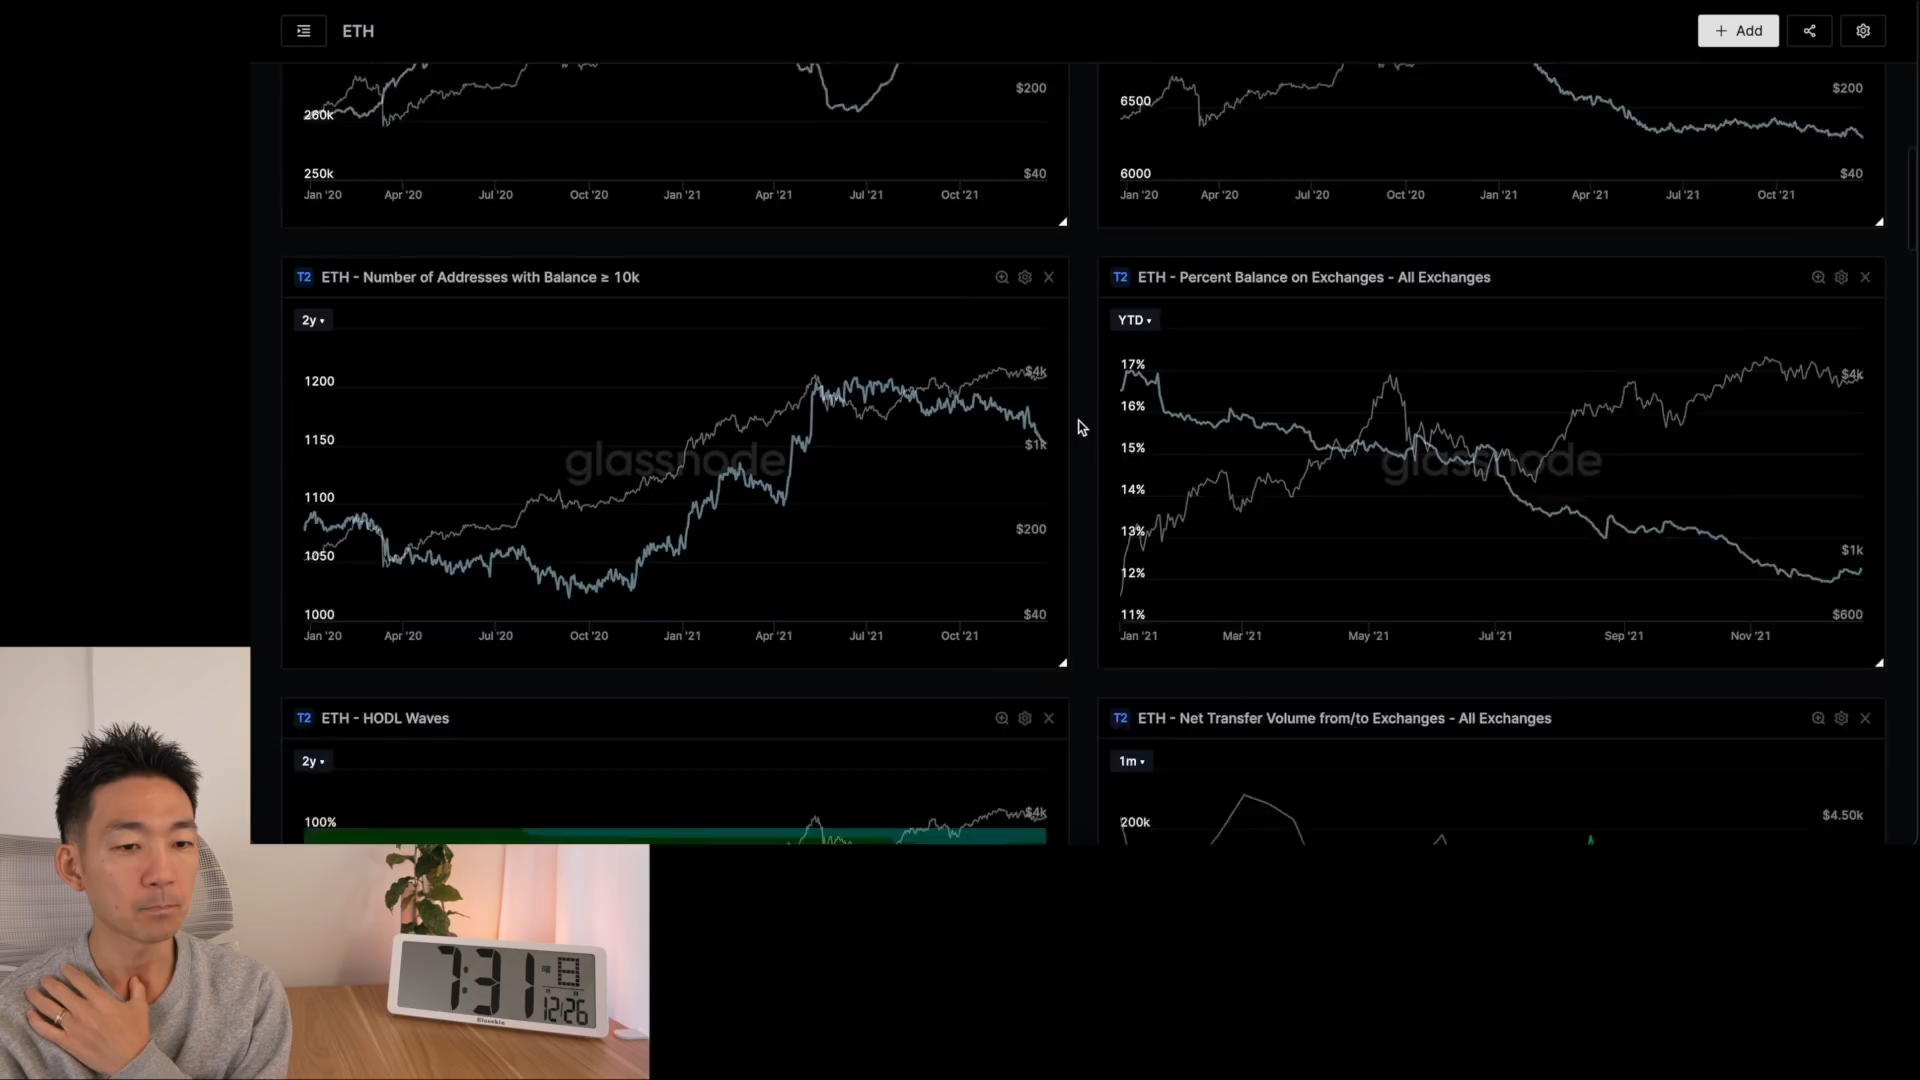 ETH
+ Add
260k
$200
250k
$40
Jan '20 Apr '20 Jul '20 Oct '20 Jan '21 Apr '21 Jul '21 Oct '21
6500
$200
6000
$40
Jan '20 Apr '20 Jul '20 Oct '20 Jan '21 Apr '21 Jul '21 Oct '21
T2 ETH - Number of Addresses with Balance ≥ 10k
2y
1200
$4k
1150
$1k
glassnode
1100
$200
1050
1000
$40
Jan '20 Apr '20 Jul '20 Oct '20 Jan '21 Apr '21 Jul '21 Oct '21
T2 ETH - Percent Balance on Exchanges - All Exchanges
YTD
17%
$4k
16%
15%
glassnode
14%
13%
$1k
12%
11%
$600
Jan '21 Mar '21 May '21 Jul '21 Sep '21 Nov '21
T2 ETH - HODL Waves
2y
100%
$4k
T2 ETH - Net Transfer Volume from/to Exchanges - All Exchanges
1m
200k
$4.50k
7:31
日
12/26